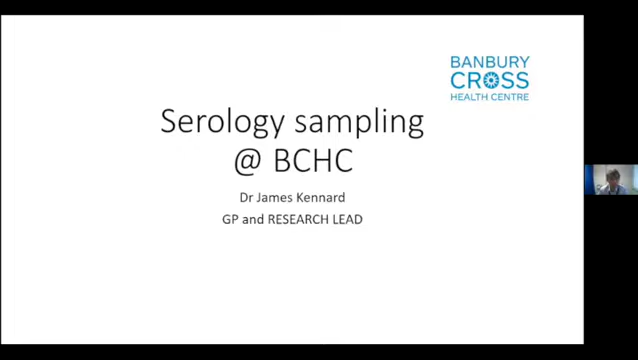 BANBURY
CROSS
HEALTH CENTRE
Serology sampling
@ BCHC
Dr James Kennard
GP and RESEARCH LEAD